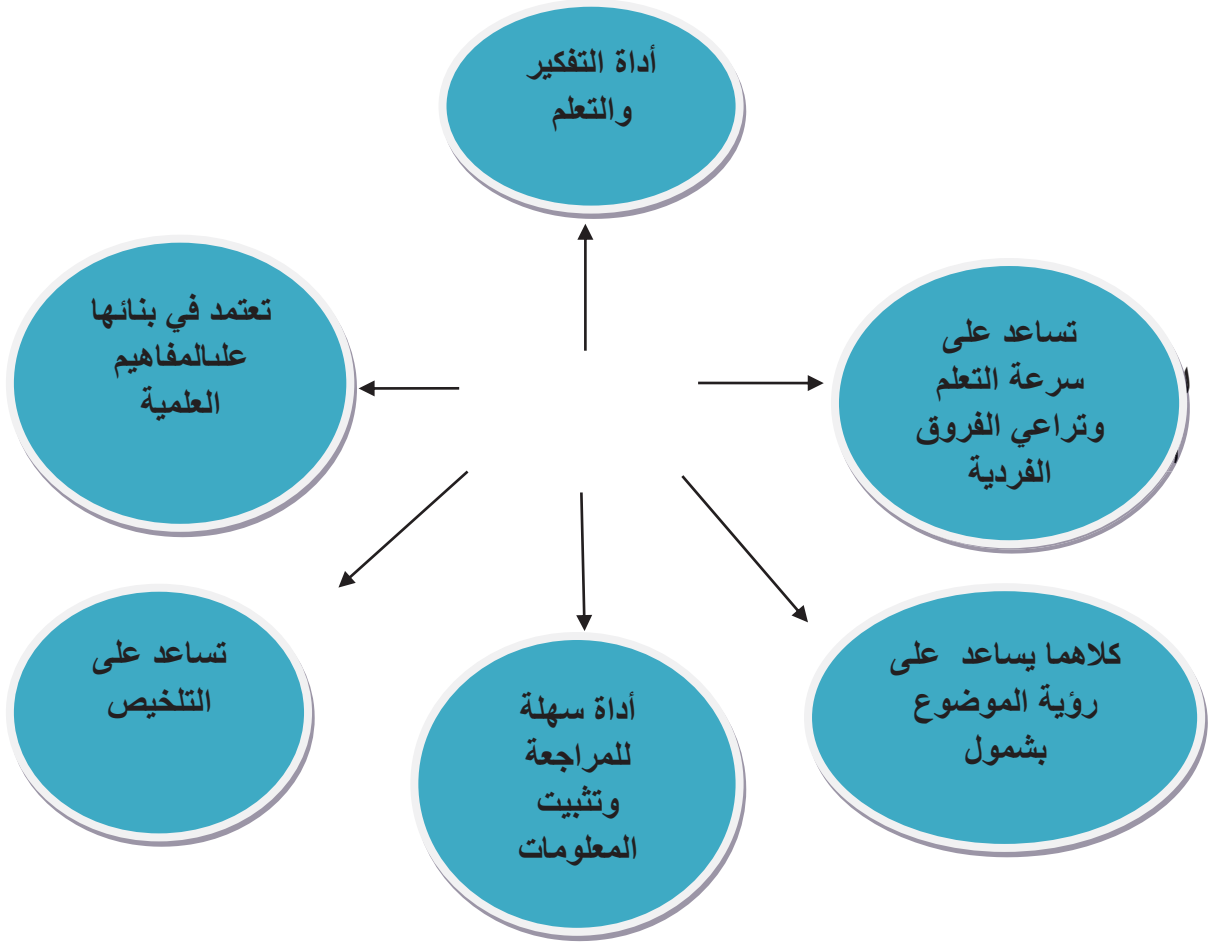 أداة التفكير
والتعلم
تساعد على
سرعة التعلم
وتراعي الفروق
الفردية
تعتمد في بنائها
علىالمفاهيم
العلمية
كلاهما يساعد على
رؤية الموضوع
بشمول
أداة سهلة
للمراجعة
وتثبيت
المعلومات
تساعد على
التلخيص